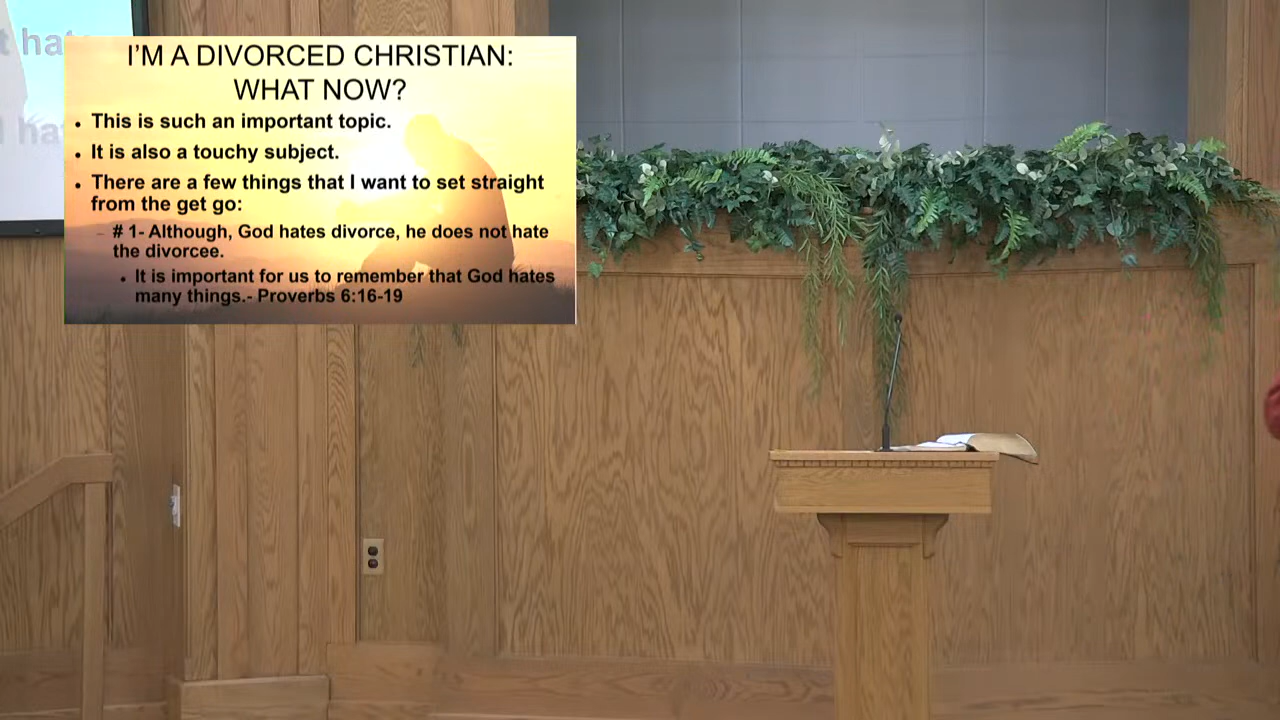 I'M A DIVORCED CHRISTIAN:
WHAT NOW?
• This is such an important topic.
• It is also a touchy subject.
• There are a few things that I want to set straight
from the get go:
– # 1- Although, God hates divorce, he does not hate
the divorcee.
• It is important for us to remember that God hates
many things.- Proverbs 6:16-19